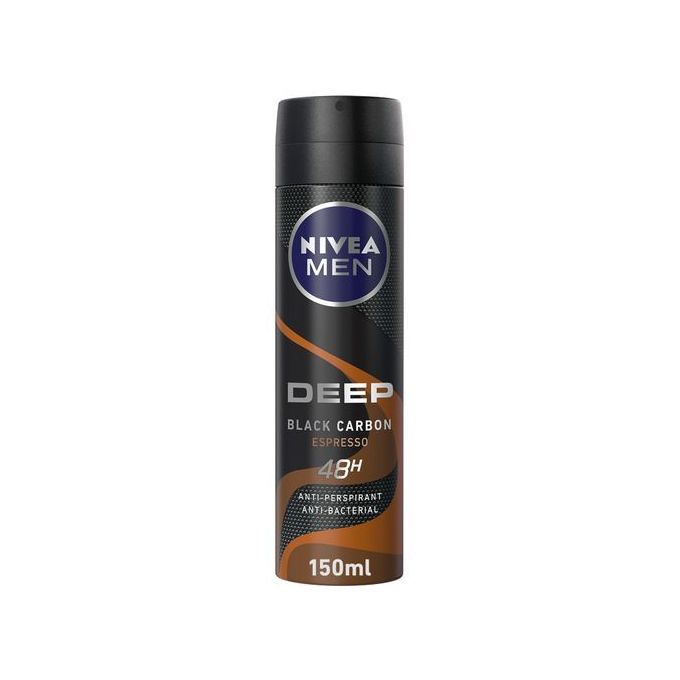 NIVEA
MEN
DEEP
BLACK CARBON
ESPRESSO
48H
ANTI-PERSPIRANT
ANTI-BACTERIAL
150ml